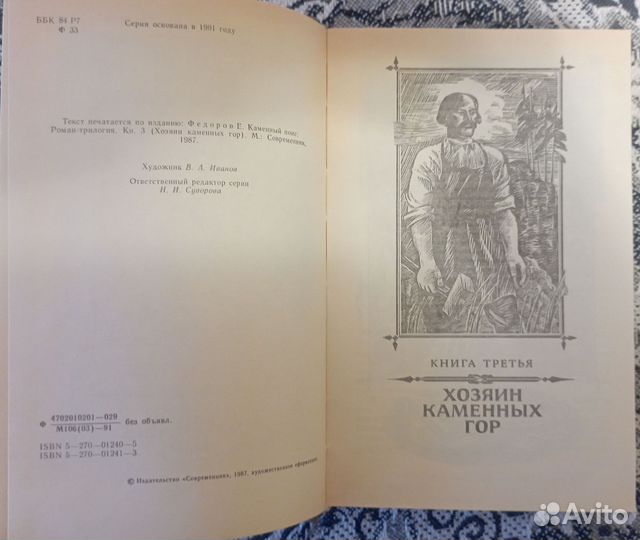 ББК 84 Р7
Ф 33
Серия основана в 1991 году
Текст печатается по изданию: Федоров Е. Каменный пояс:
Роман-трилогия. Кн. 3 (Хозяин каменных гор). М.: Современник,
1987.
Художник В. А. Иванов
Ответственный редактор серии
Н. И. Суворова
Ф 4702010201—029
М106(03)—91 без объявл.
ISBN 5—270—01240—5
ISBN 5—270—01241—3
© Издательство «Современник», 1987, художественное оформление.
КНИГА ТРЕТЬЯ
ХОЗЯИН
КАМЕННЫХ
ГОР
Avito